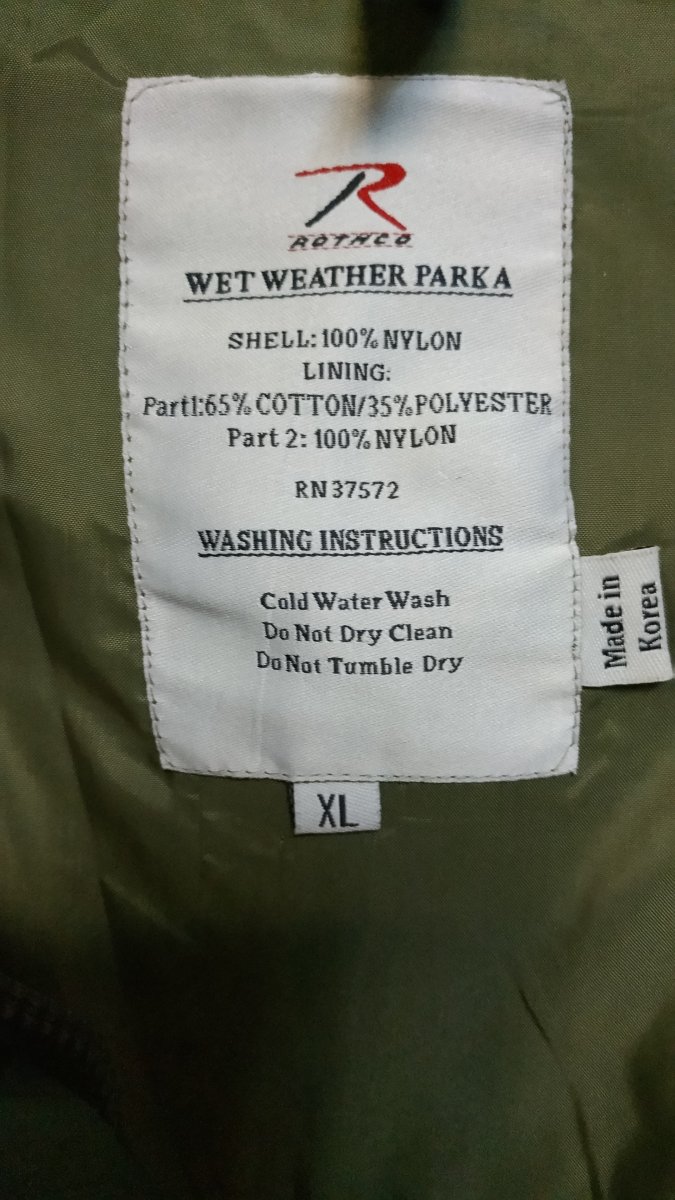 R
ROTHCO
WET WEATHER PARKA
SHELL: 100% NYLON
LINING:
Part1:65% COTTON/35% POLYESTER
Part 2: 100% NYLON
RN 37572
WASHING INSTRUCTIONS
Cold Water Wash
Do Not Dry Clean
Do Not Tumble Dry
Made in
Korea
XL